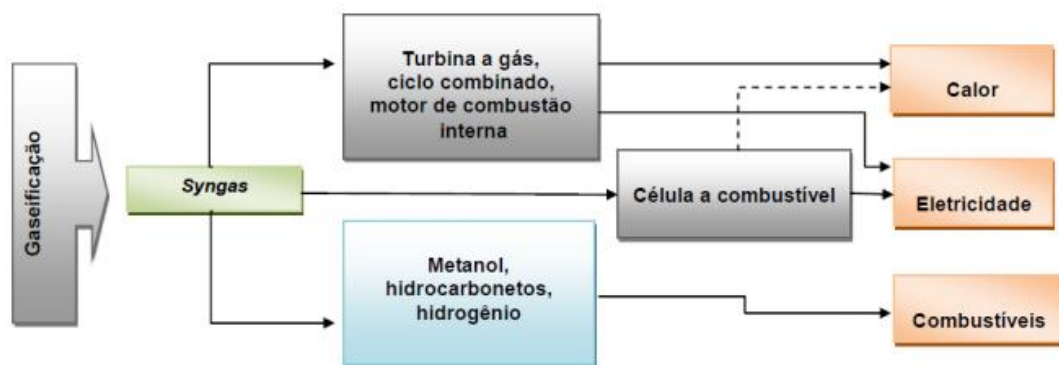 Gaseificação
Syngas
Turbina a gás,
ciclo combinado,
motor de combustão
interna
Célula a combustível
Metanol,
hidrocarbonetos,
hidrogênio
Calor
Eletricidade
Combustíveis